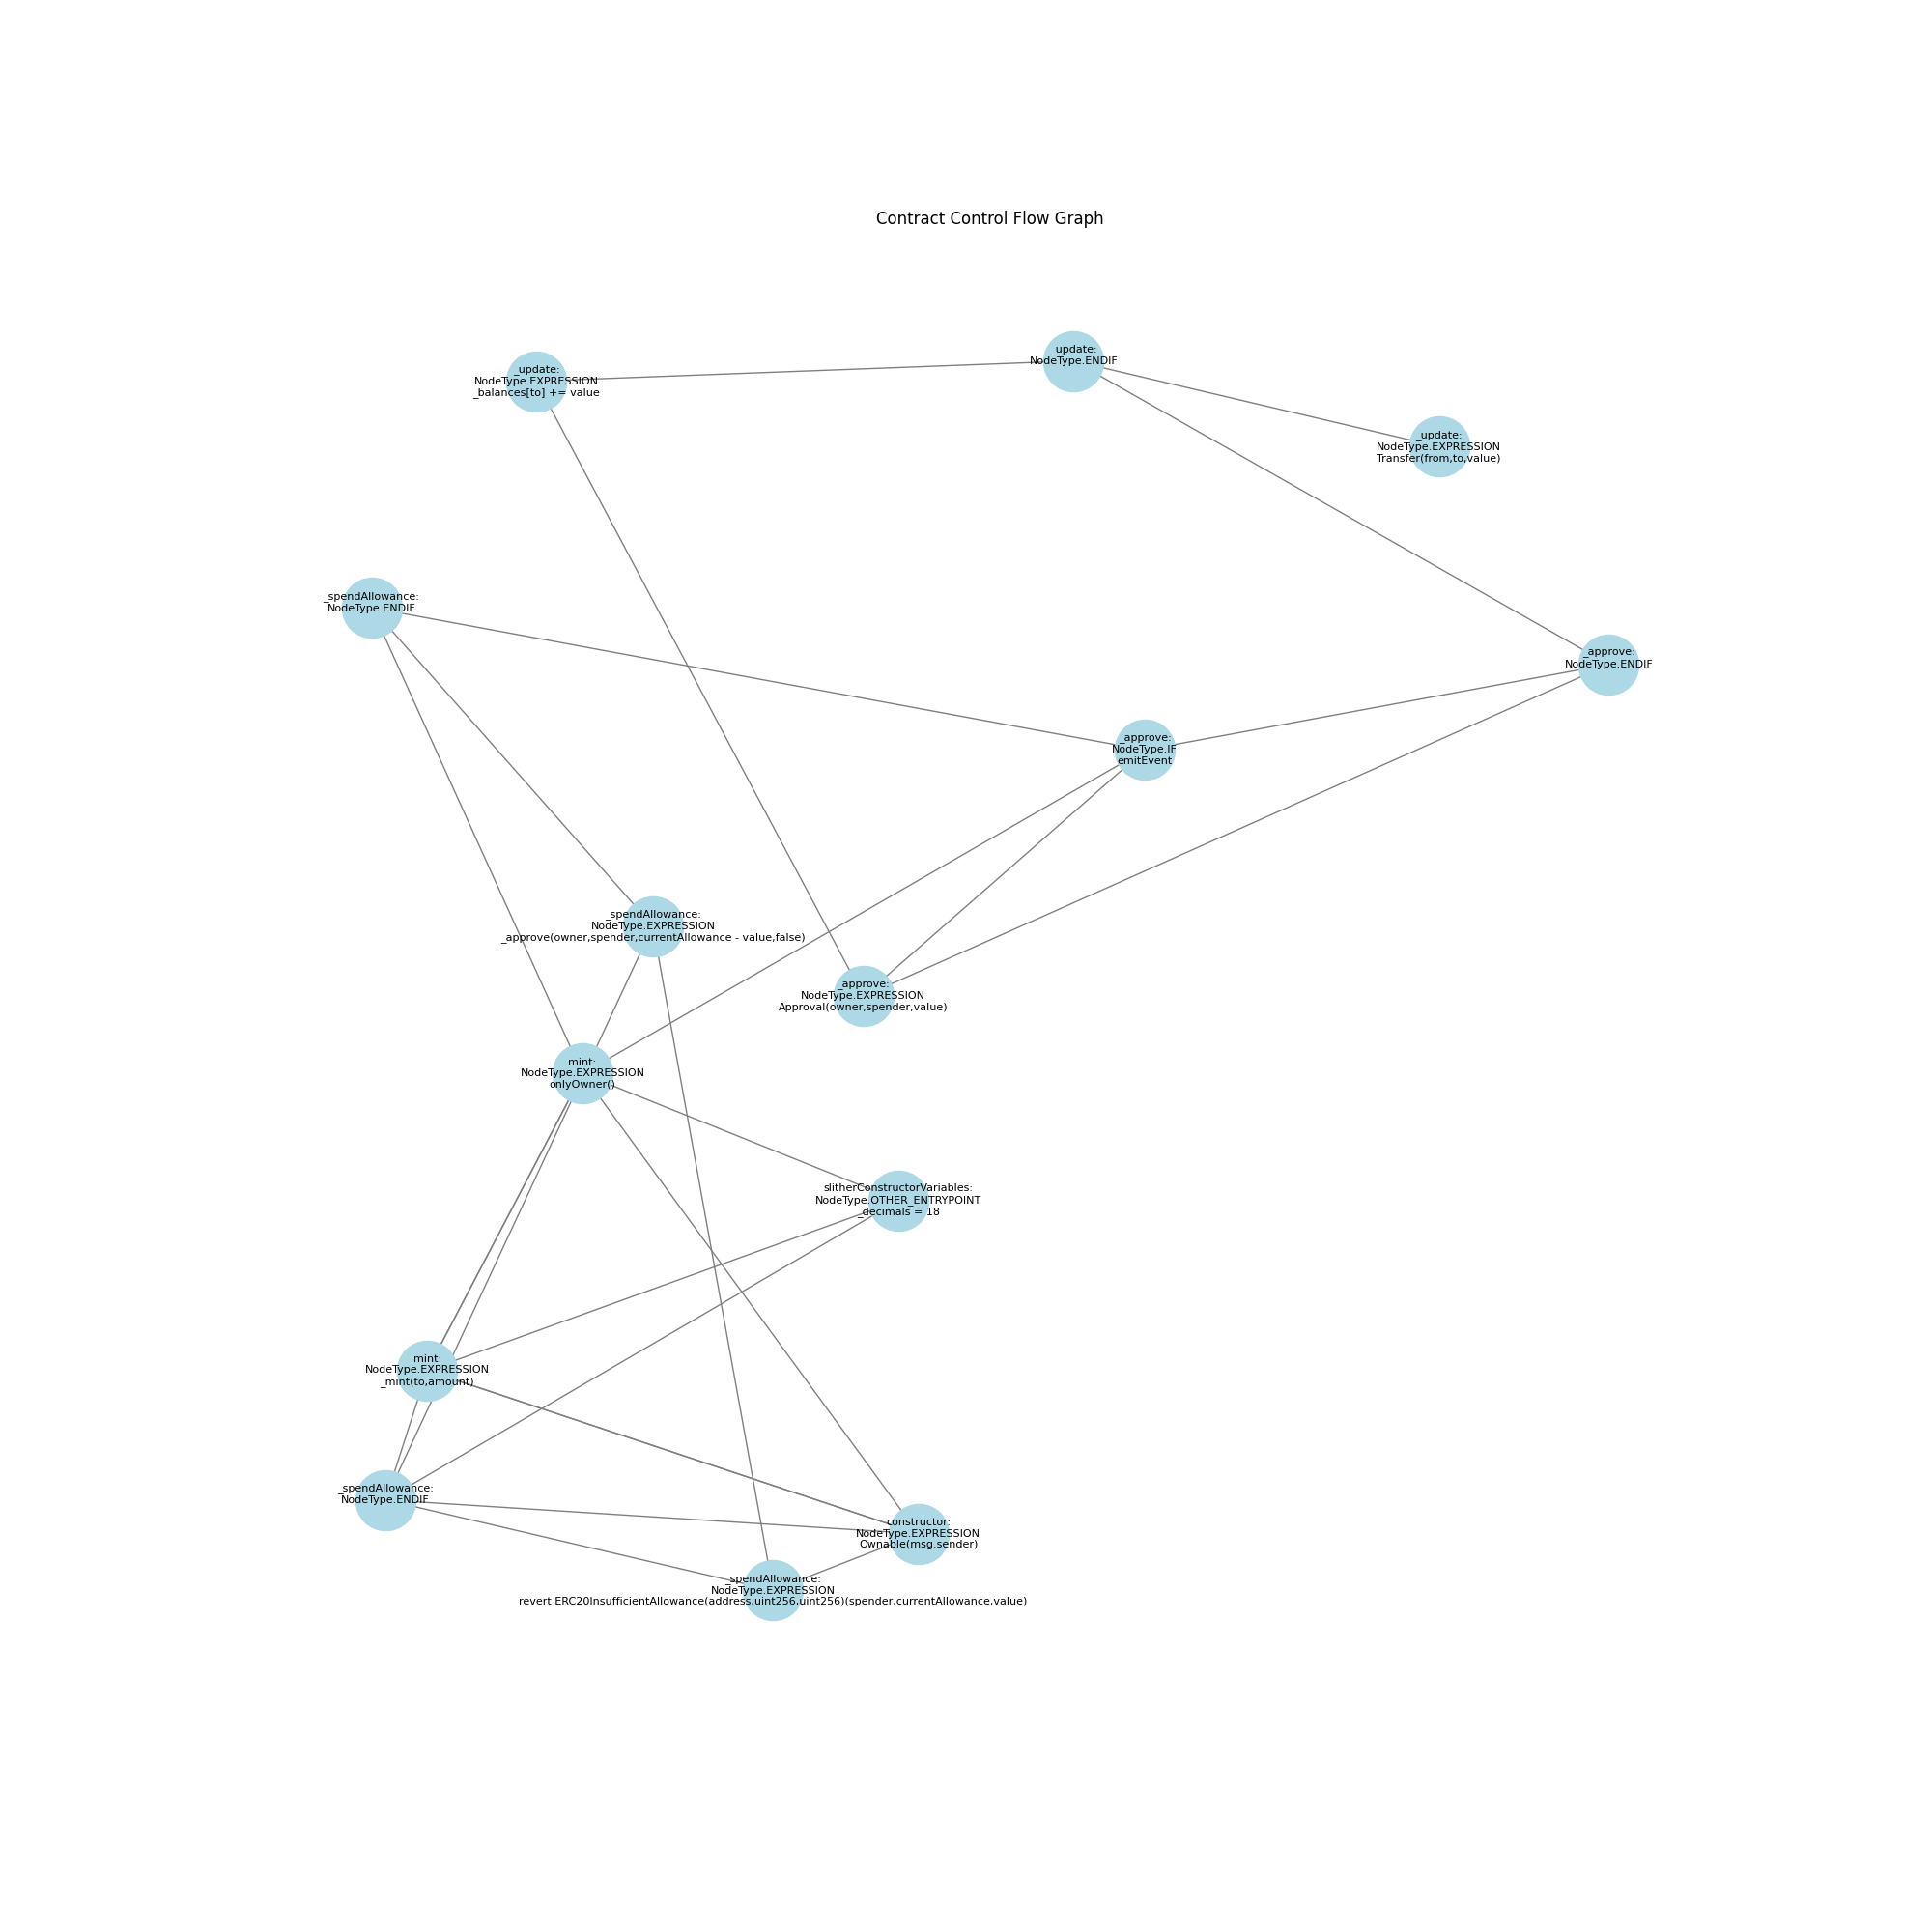 Contract Control Flow Graph
_update:
NodeType.ENDIF
_update:
NodeType.EXPRESSION
_balances[to] += value
_update:
NodeType.EXPRESSION
Transfer(from,to,value)
_spendAllowance:
NodeType.ENDIF
_approve:
NodeType.ENDIF
_approve:
NodeType.IF
emitEvent
_spendAllowance:
NodeType.EXPRESSION
_approve(owner,spender,currentAllowance - value,false)
_approve:
NodeType.EXPRESSION
Approval(owner,spender,value)
mint:
NodeType.EXPRESSION
onlyOwner()
slitherConstructorVariables:
NodeType.OTHER_ENTRYPOINT
_decimals = 18
mint:
NodeType.EXPRESSION
_mint(to,amount)
_spendAllowance:
NodeType.ENDIF
constructor:
NodeType.EXPRESSION
Ownable(msg.sender)
_spendAllowance:
NodeType.EXPRESSION
revert ERC20InsufficientAllowance(address,uint256,uint256)(spender,currentAllowance,value)